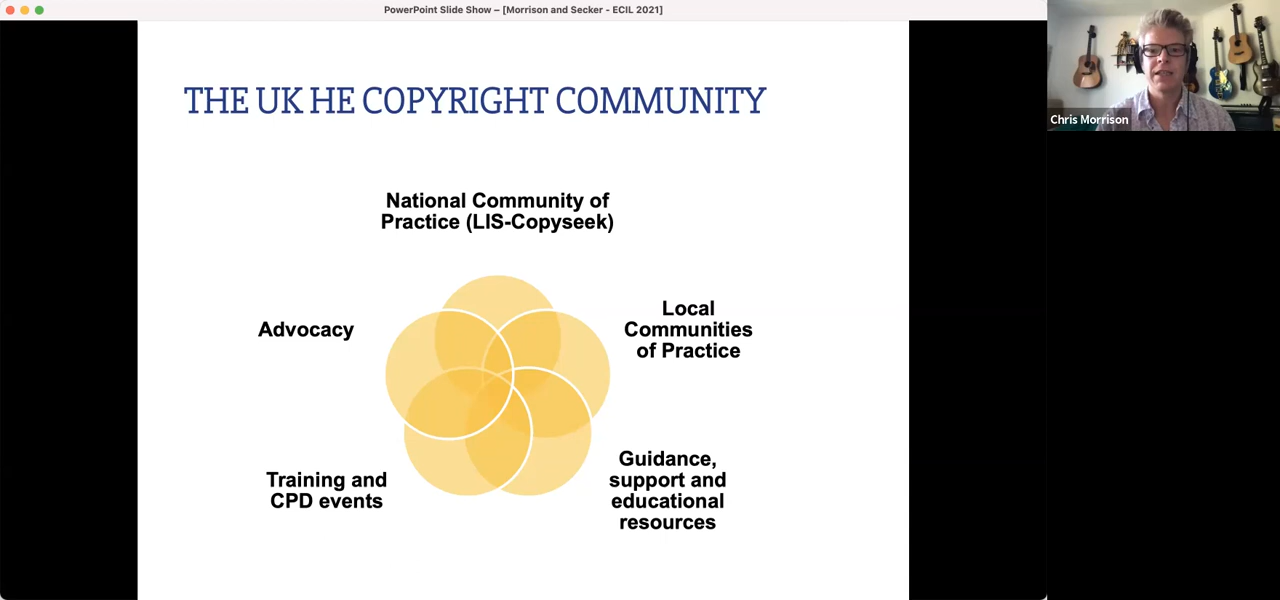 PowerPoint Slide Show – [Morrison and Secker - ECIL 2021]
THE UK HE COPYRIGHT COMMUNITY
National Community of
Practice (LIS-Copyseek)
Advocacy
Local
Communities
of Practice
Training and
CPD events
Guidance,
support and
educational
resources
Chris Morrison